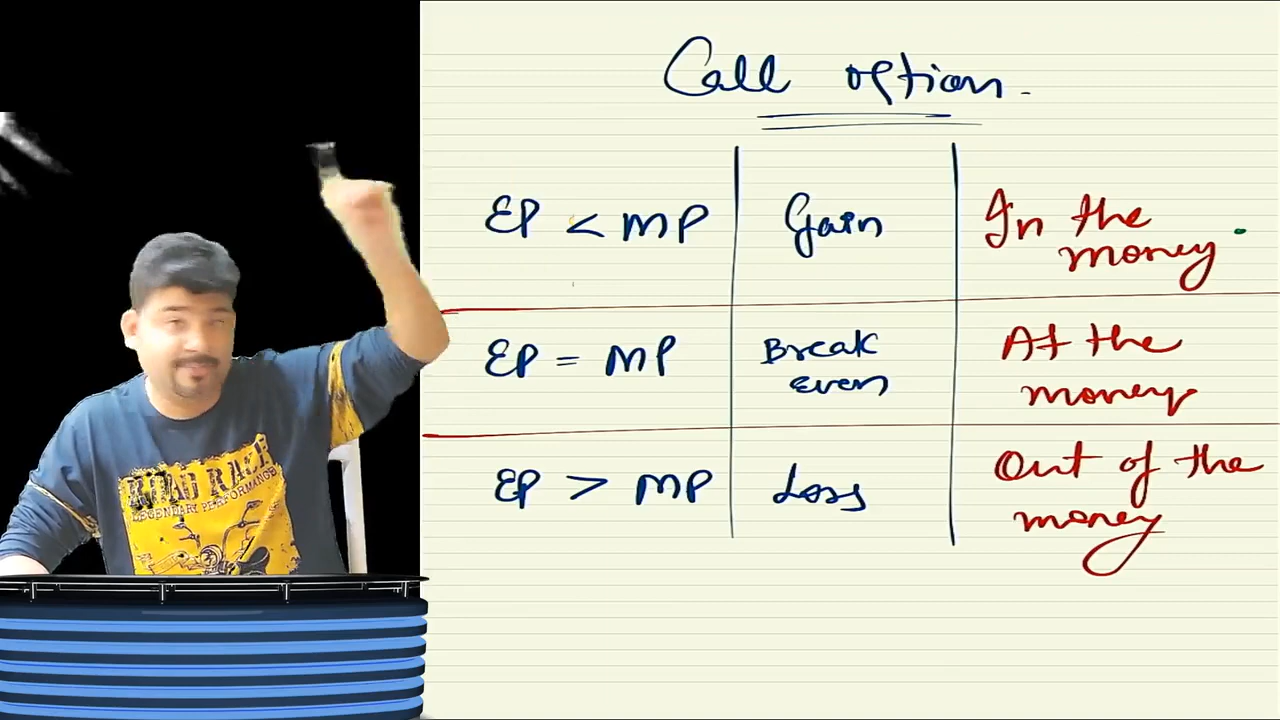 Call option.
EP < MP
Gain
In the
money.
EP = MP
Break
even
At the
money.
EP > MP
Loss
Out of the
money
ROAD RACE
LEGENDARY PERFORMANCE